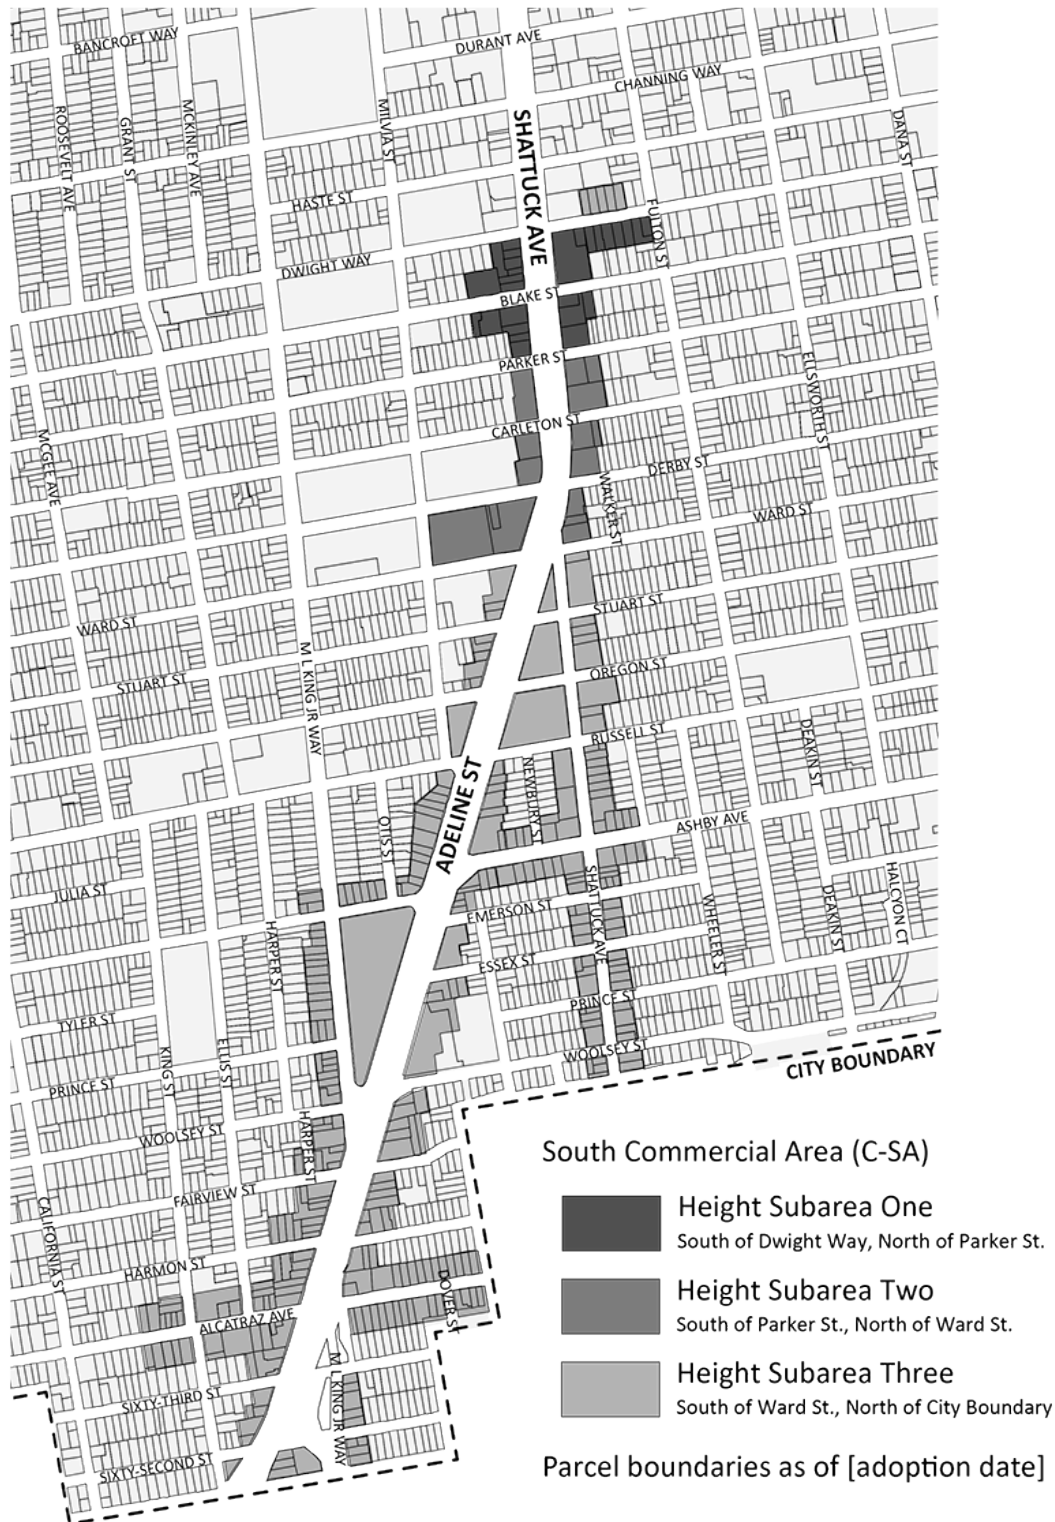 BANCROFT WAY
DURANT AVE
CHANNING WAY
ROOSEVELT AVE
GRANT ST
MCKINLEY AVE
MILVIA ST
SHATTUCK AVE
DANA ST
HASTE ST
FULTON ST
DWIGHT WAY
BLAKE ST
PARKER ST
ELLSWORTH ST
CARLETON ST
MCGEE AVE
DERBY ST
WALKER ST
WARD ST
STUART ST
WARD ST
M L KING JR WAY
OREGON ST
STUART ST
RUSSELL ST
DEAKIN ST
ADELINE ST
NEWBURY ST
OTIS S
ASHBY AVE
JULIA ST
SHATTUCK AVE
HALCYON CT
DEAKIN ST
WHEELER ST
EMERSON ST
HARPER ST
ESSEX ST
PRINCE ST
TYLER ST
WOOLSEY ST
KING ST
ELLIS ST
CITY BOUNDARY
PRINCE ST
WOOLSEY ST
HARPER ST
FAIRVIEW ST
CALIFORNIA ST
HARMON ST
DOVER ST
ALCATRAZ AVE
M L KING JR WAY
SIXTY-THIRD ST
SIXTY-SECOND ST
South Commercial Area (C-SA)
Height Subarea One
South of Dwight Way, North of Parker St.
Height Subarea Two
South of Parker St., North of Ward St.
Height Subarea Three
South of Ward St., North of City Boundary
Parcel boundaries as of [adoption date]